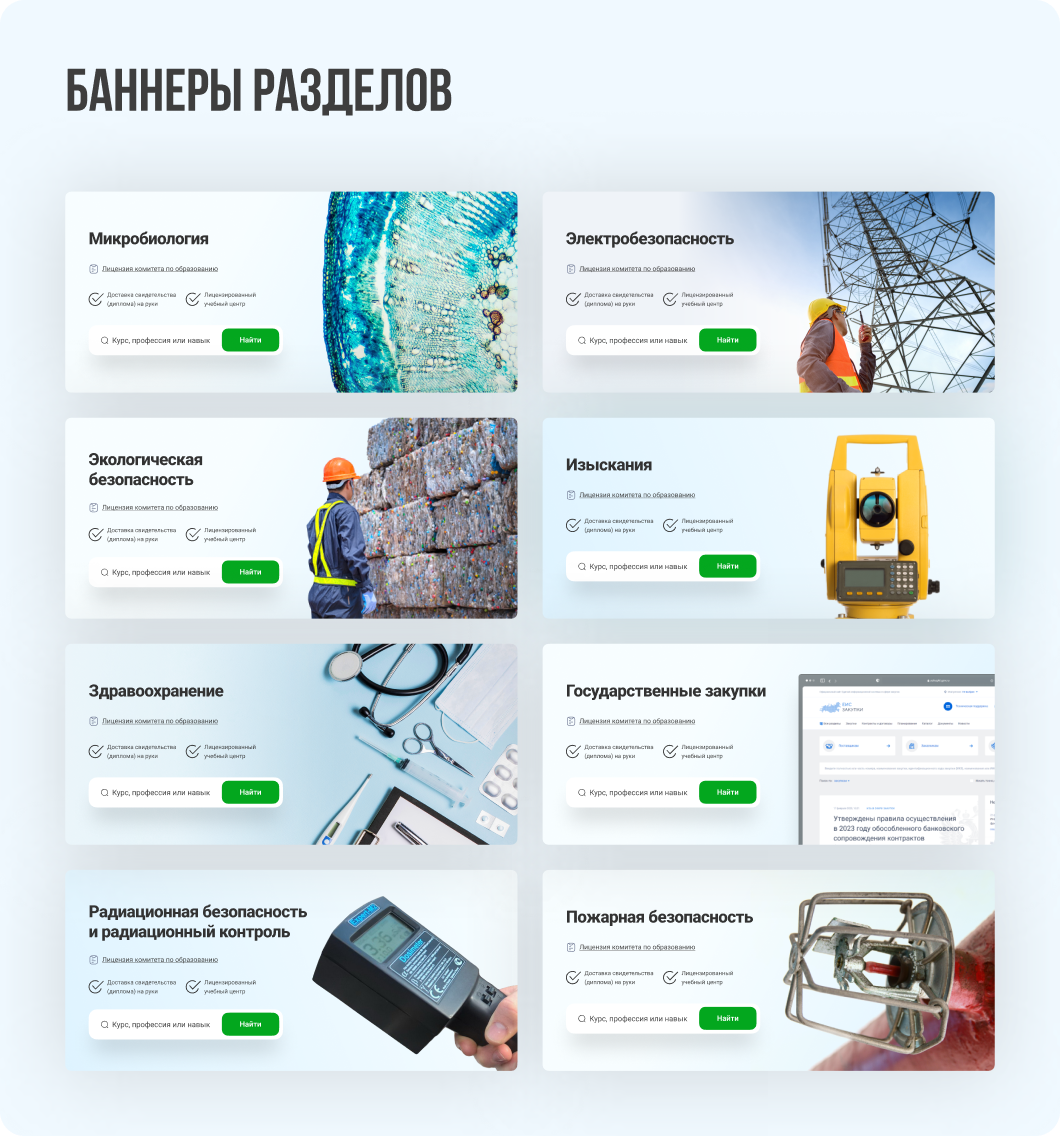 БАННЕРЫ РАЗДЕЛОВ
Микробиология
Лицензия комитета по образованию
Доставка свидетельства
(диплома) на руки
Лицензированный
учебный центр
Курс, профессия или навык
Найти
Электробезопасность
Лицензия комитета по образованию
Доставка свидетельства
(диплома) на руки
Лицензированный
учебный центр
Курс, профессия или навык
Найти
Экологическая
безопасность
Лицензия комитета по образованию
Доставка свидетельства
(диплома) на руки
Лицензированный
учебный центр
Курс, профессия или навык
Найти
Изыскания
Лицензия комитета по образованию
Доставка свидетельства
(диплома) на руки
Лицензированный
учебный центр
Курс, профессия или навык
Найти
Здравоохранение
Лицензия комитета по образованию
Доставка свидетельства
(диплома) на руки
Лицензированный
учебный центр
Курс, профессия или навык
Найти
Государственные закупки
Лицензия комитета по образованию
Доставка свидетельства
(диплома) на руки
Лицензированный
учебный центр
Курс, профессия или навык
Найти
ЕИС
ЗАКУПКИ
Утверждены правила осуществления
в 2023 году обособленного банковского
сопровождения контрактов
Радиационная безопасность
и радиационный контроль
Лицензия комитета по образованию
Доставка свидетельства
(диплома) на руки
Лицензированный
учебный центр
Курс, профессия или навык
Найти
Dosimeter
Пожарная безопасность
Лицензия комитета по образованию
Доставка свидетельства
(диплома) на руки
Лицензированный
учебный центр
Курс, профессия или навык
Найти